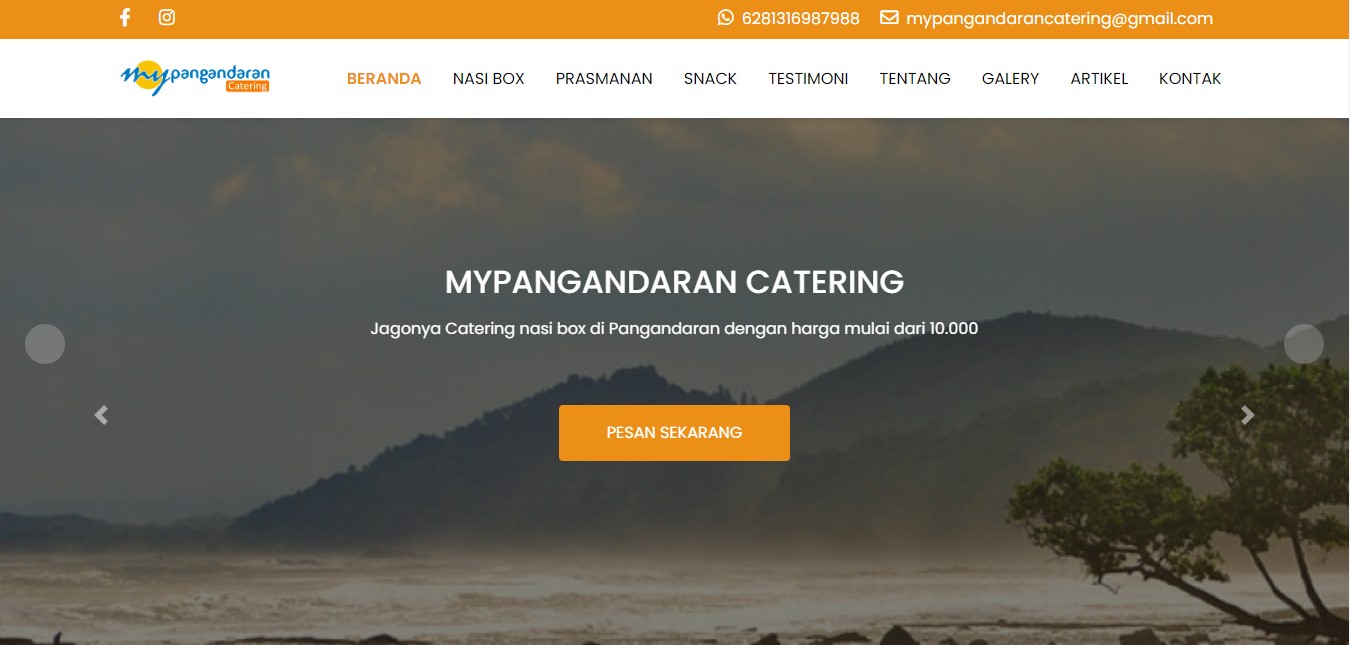 6281316987988 mypangandarancatering@gmail.com
mypangandaran
Catering
BERANDA NASI BOX PRASMANAN SNACK TESTIMONI TENTANG GALERY ARTIKEL KONTAK
MYPANGANDARAN CATERING
Jagonya Catering nasi box di Pangandaran dengan harga mulai dari 10.000
PESAN SEKARANG